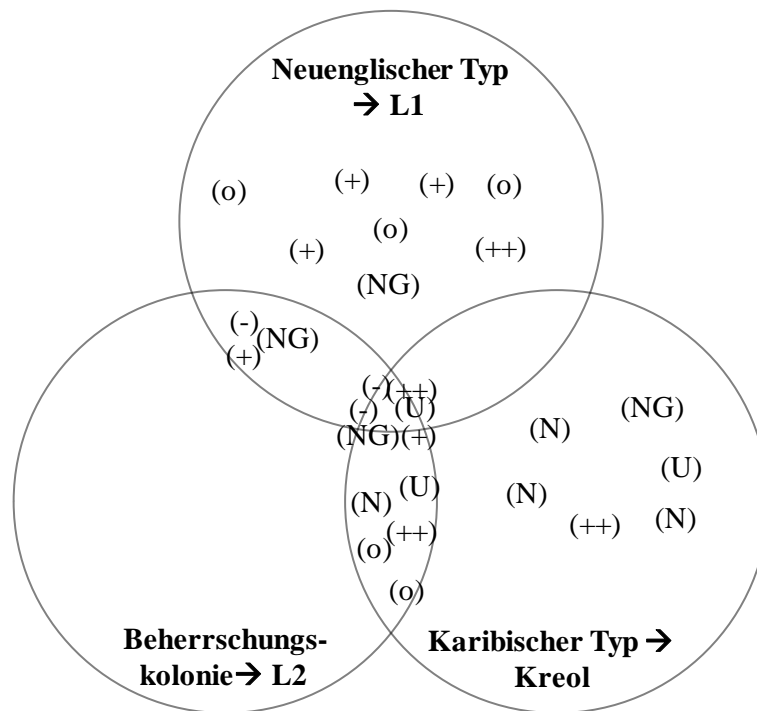 Neuenglischer Typ
→ L1
(o) (+) (+) (o)
(+) (o) (++)
(NG)
(-)
(NG)
(+)
(-) (++)
(-) (U)
(NG) (+)
(N) (NG)
(U)
(N) (U)
(N)
(++) (N)
(++)
(o)
(o)
Beherrschungs-
kolonie→ L2
Karibischer Typ →
Kreol